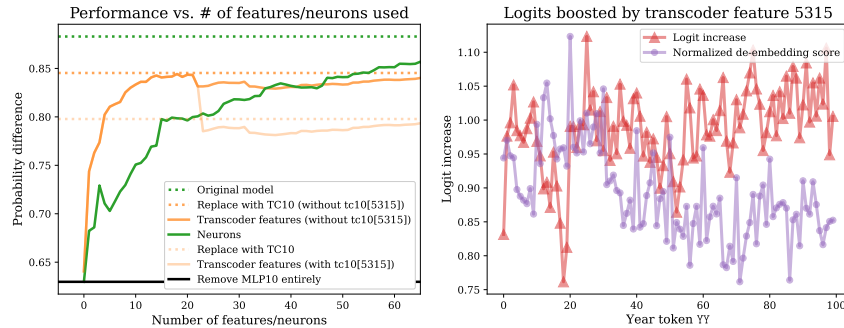 Performance vs. # of features/neurons used
Probability difference
0.85
0.80
0.75
0.70
0.65
0
10
20
30
40
50
60
Number of features/neurons
Original model
Replace with TC10 (without tc10[5315])
Transcoder features (without tc10[5315])
Neurons
Replace with TC10
Transcoder features (with tc10[5315])
Remove MLP10 entirely
Logits boosted by transcoder feature 5315
Logit increase
1.10
1.05
1.00
0.95
0.90
0.85
0.80
0.75
0
20
40
60
80
100
Year token YY
Logit increase
Normalized de-embedding score